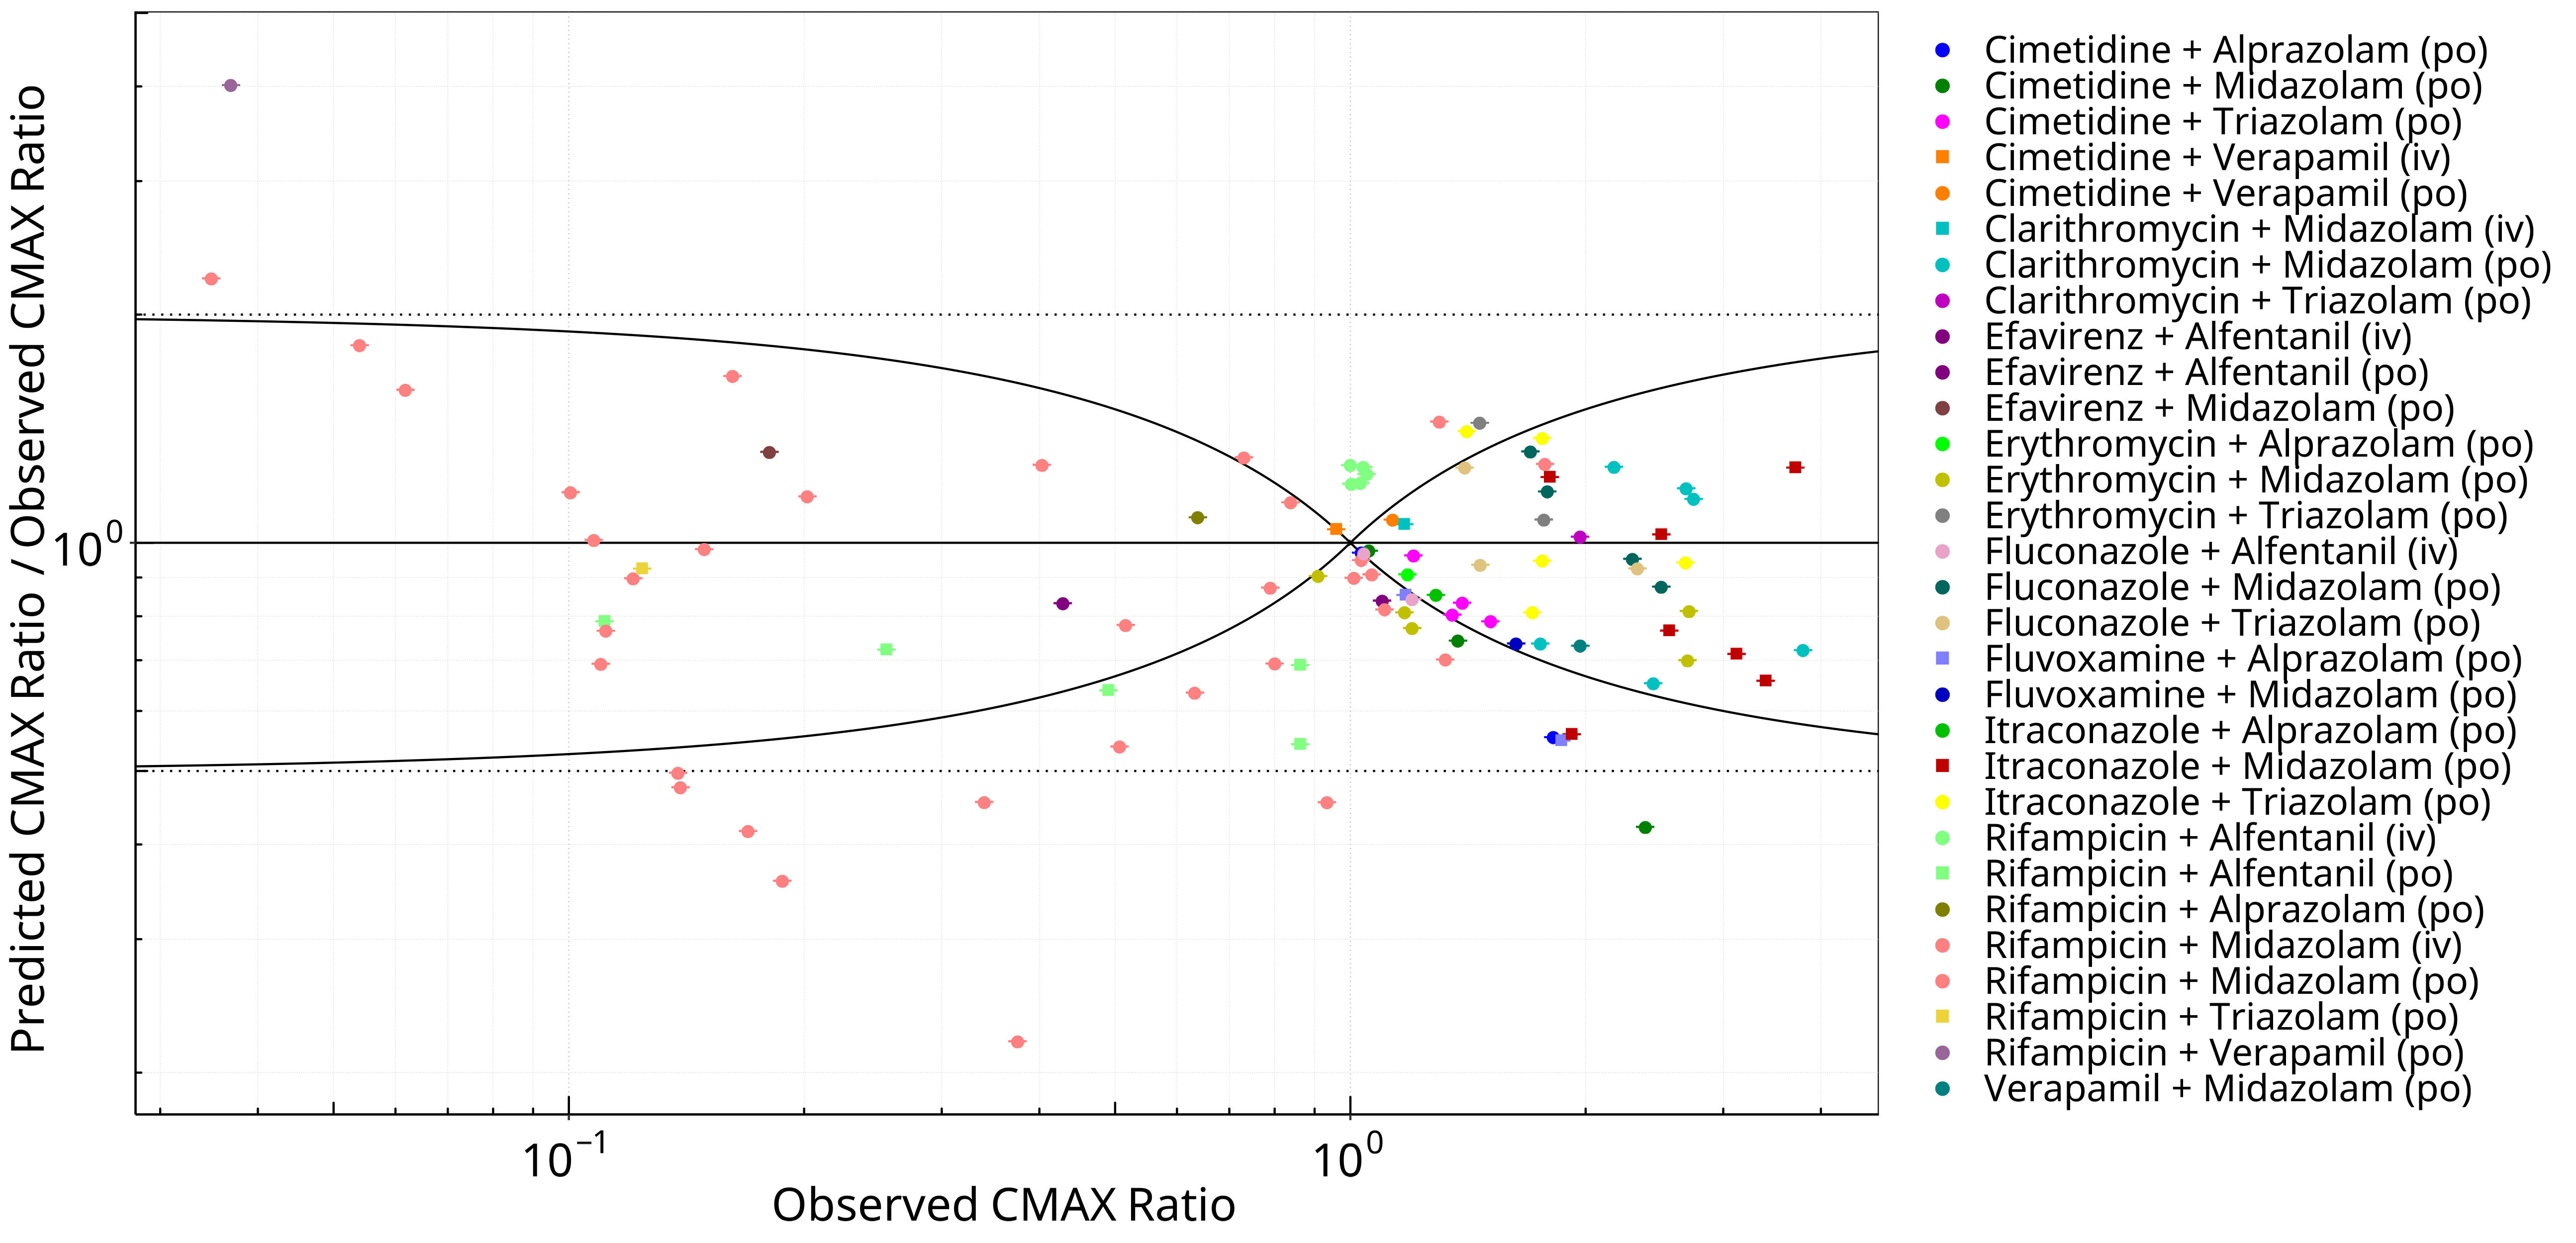 Predicted CMAX Ratio / Observed CMAX Ratio
10⁰
10⁻¹
10⁰
Observed CMAX Ratio
Cimetidine + Alprazolam (po)
Cimetidine + Midazolam (po)
Cimetidine + Triazolam (po)
Cimetidine + Verapamil (iv)
Cimetidine + Verapamil (po)
Clarithromycin + Midazolam (iv)
Clarithromycin + Midazolam (po)
Clarithromycin + Triazolam (po)
Efavirenz + Alfentanil (iv)
Efavirenz + Alfentanil (po)
Efavirenz + Midazolam (po)
Erythromycin + Alprazolam (po)
Erythromycin + Midazolam (po)
Erythromycin + Triazolam (po)
Fluconazole + Alfentanil (iv)
Fluconazole + Midazolam (po)
Fluconazole + Triazolam (po)
Fluvoxamine + Alprazolam (po)
Fluvoxamine + Midazolam (po)
Itraconazole + Alprazolam (po)
Itraconazole + Midazolam (po)
Itraconazole + Triazolam (po)
Rifampicin + Alfentanil (iv)
Rifampicin + Alfentanil (po)
Rifampicin + Alprazolam (po)
Rifampicin + Midazolam (iv)
Rifampicin + Midazolam (po)
Rifampicin + Triazolam (po)
Rifampicin + Verapamil (po)
Verapamil + Midazolam (po)